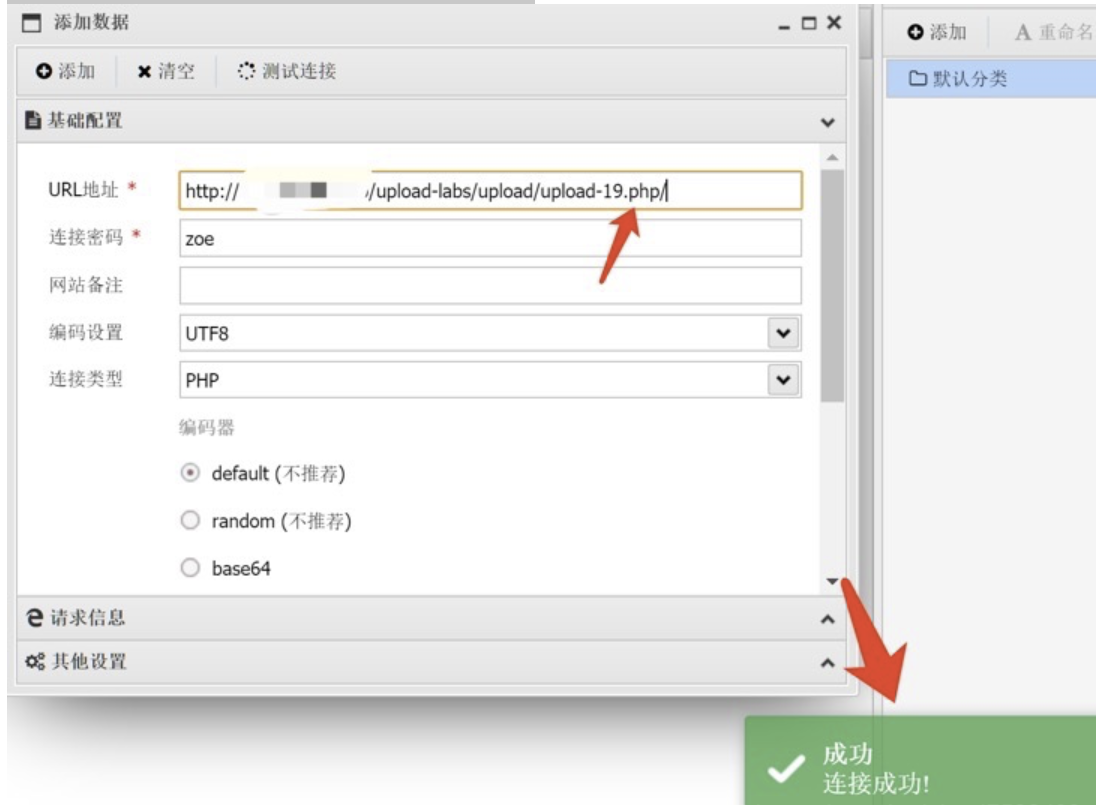 添加数据
添加 清空 测试连接
基础配置
URL地址 * http:// /upload-labs/upload/upload-19.php/
连接密码 * zoe
网站备注
编码设置 UTF8
连接类型 PHP
编码器
default (不推荐)
random (不推荐)
base64
请求信息
其他设置
添加 A 重命名
默认分类
成功
连接成功!